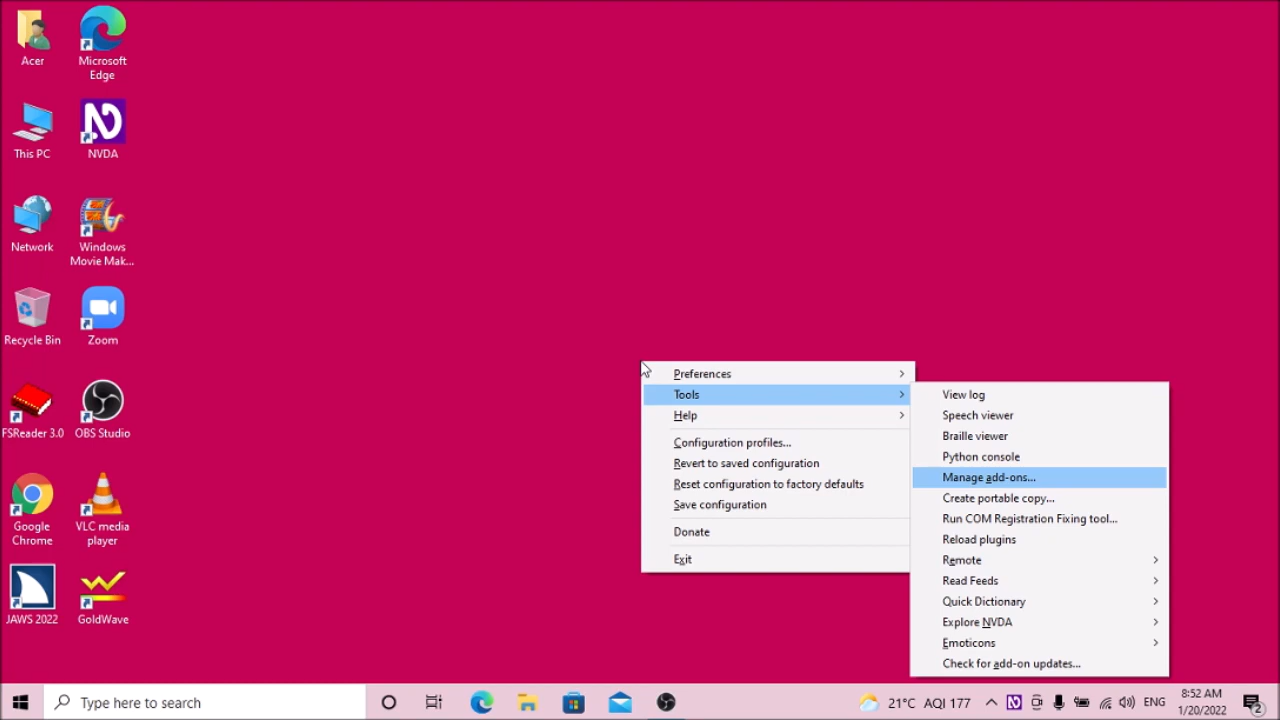 Acer
Microsoft
Edge
This PC
NVDA
Network
Windows
Movie Mak...
Recycle Bin
Zoom
FSReader 3.0
OBS Studio
Google
Chrome
VLC media
player
JAWS 2022
GoldWave
Preferences
Tools
Help
Configuration profiles...
Revert to saved configuration
Reset configuration to factory defaults
Save configuration
Donate
Exit
View log
Speech viewer
Braille viewer
Python console
Manage add-ons...
Create portable copy...
Run COM Registration Fixing tool...
Reload plugins
Remote
Read Feeds
Quick Dictionary
Explore NVDA
Emoticons
Check for add-on updates...
Type here to search
21°C AQI 177
ENG
8:52 AM
1/20/2022
2